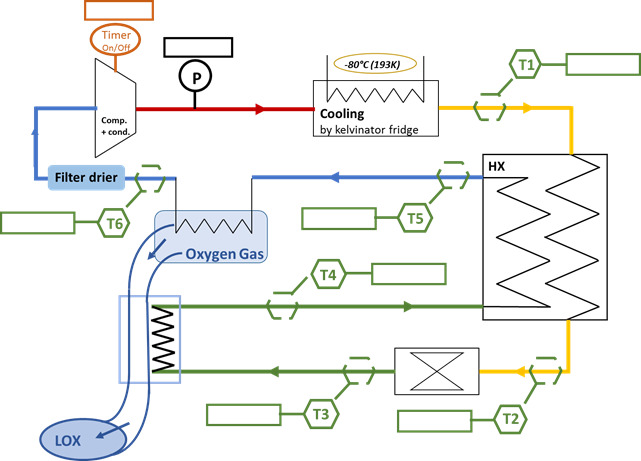 Timer
On/Off
P
-80°C (193K)
T1
Comp.
+ cond.
Cooling
by kelvinator fridge
HX
Filter drier
T6
T5
Oxygen Gas
T4
T3
T2
LOX